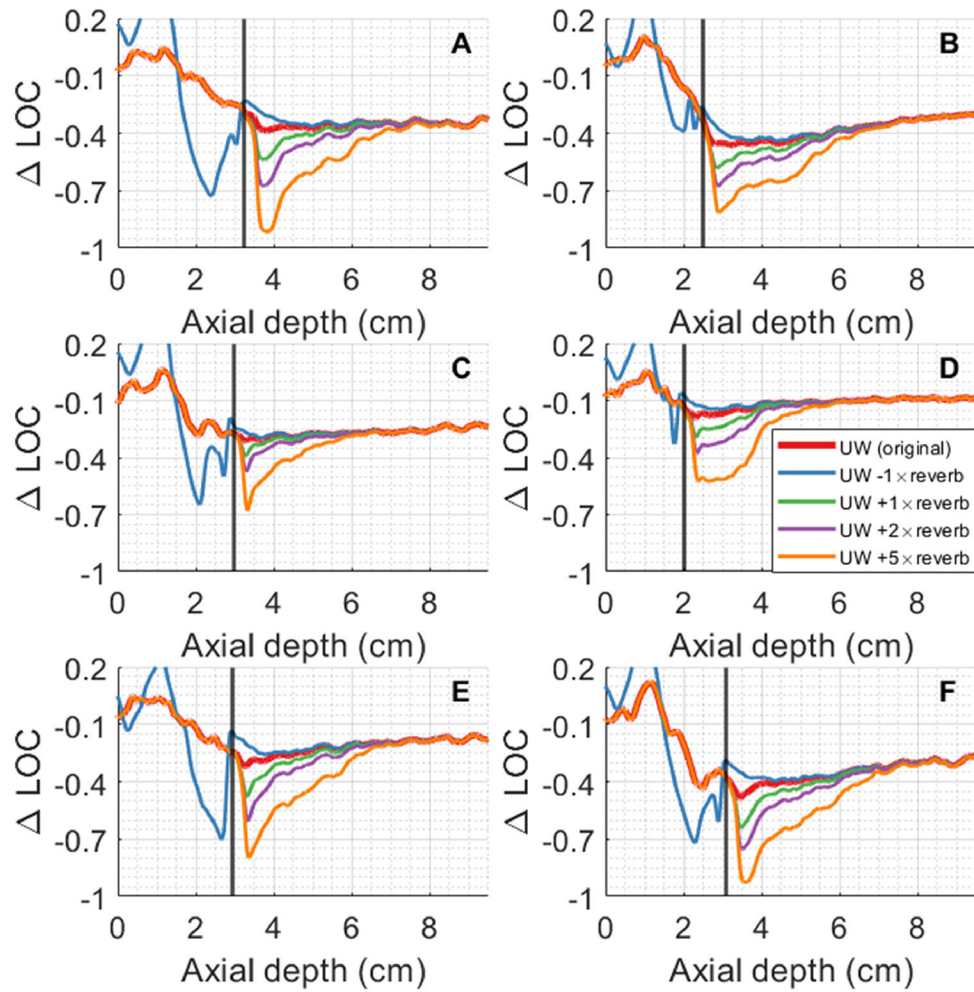 0.2
-0.1
-0.4
-0.7
-1
Δ LOC
A
0 2 4 6 8
Axial depth (cm)
0.2
-0.1
-0.4
-0.7
-1
Δ LOC
B
0 2 4 6 8
Axial depth (cm)
0.2
-0.1
-0.4
-0.7
-1
Δ LOC
C
0 2 4 6 8
Axial depth (cm)
0.2
-0.1
-0.4
-0.7
-1
Δ LOC
D
UW (original)
UW -1×reverb
UW +1×reverb
UW +2×reverb
UW +5×reverb
0 2 4 6 8
Axial depth (cm)
0.2
-0.1
-0.4
-0.7
-1
Δ LOC
E
0 2 4 6 8
Axial depth (cm)
0.2
-0.1
-0.4
-0.7
-1
Δ LOC
F
0 2 4 6 8
Axial depth (cm)